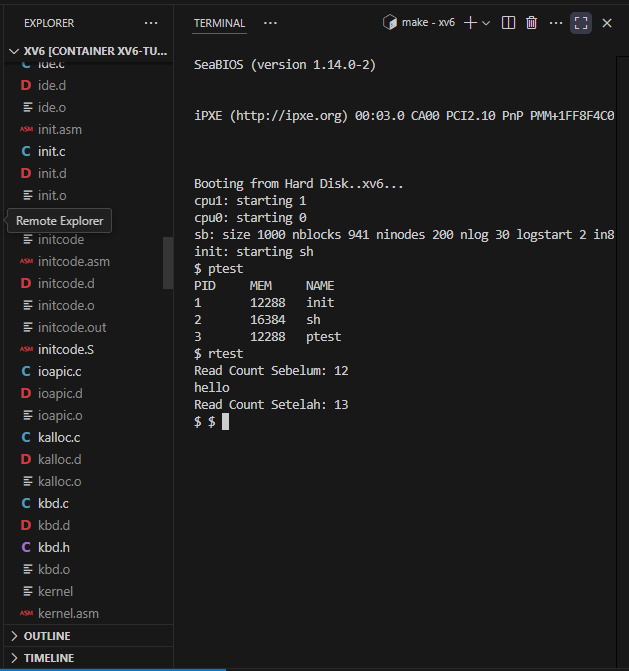 EXPLORER
XV6 [CONTAINER XV6-TU...
ide.c
ide.d
ide.o
ASM init.asm
C init.c
D init.d
init.o
Remote Explorer
initcode
ASM initcode.asm
D initcode.d
initcode.o
initcode.out
ASM initcode.S
C ioapic.c
D ioapic.d
ioapic.o
C kalloc.c
D kalloc.d
kalloc.o
C kbd.c
D kbd.d
C kbd.h
kbd.o
kernel
ASM kernel.asm
OUTLINE
TIMELINE
TERMINAL
make - xv6
SeaBIOS (version 1.14.0-2)
iPXE (http://ipxe.org) 00:03.0 CA00 PCI2.10 PnP PMM+1FF8F4C0
Booting from Hard Disk..xv6...
cpu1: starting 1
cpu0: starting 0
sb: size 1000 nblocks 941 ninodes 200 nlog 30 logstart 2 in8
init: starting sh
$ ptest
PID MEM NAME
1 12288 init
2 16384 sh
3 12288 ptest
$ rtest
Read Count Sebelum: 12
hello
Read Count Setelah: 13
$ $